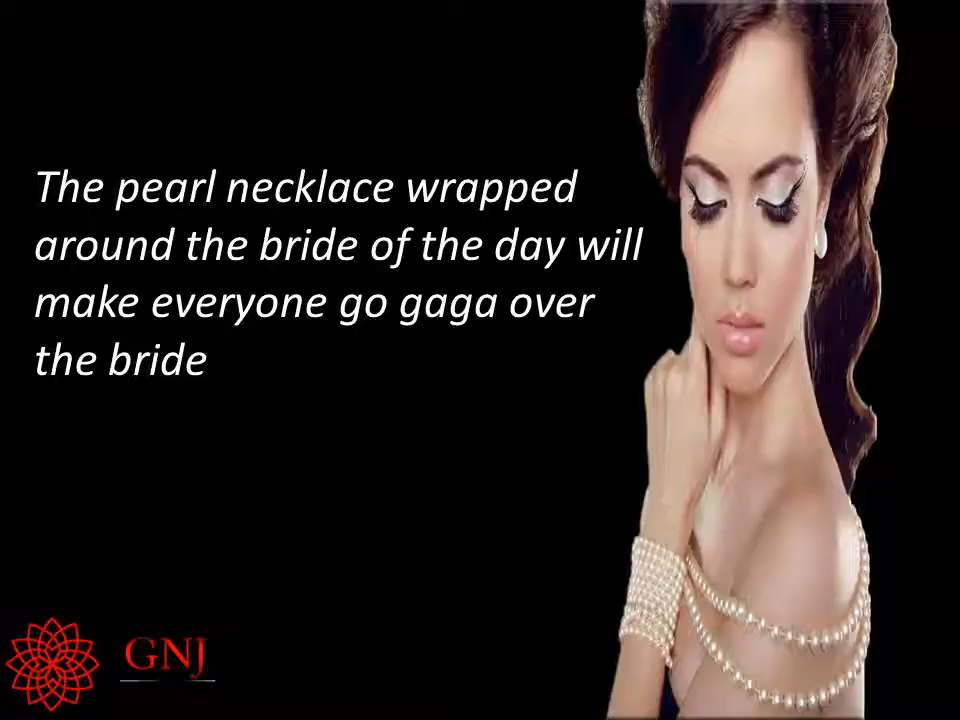 The pearl necklace wrapped
around the bride of the day will
make everyone go gaga over
the bride
GNJ